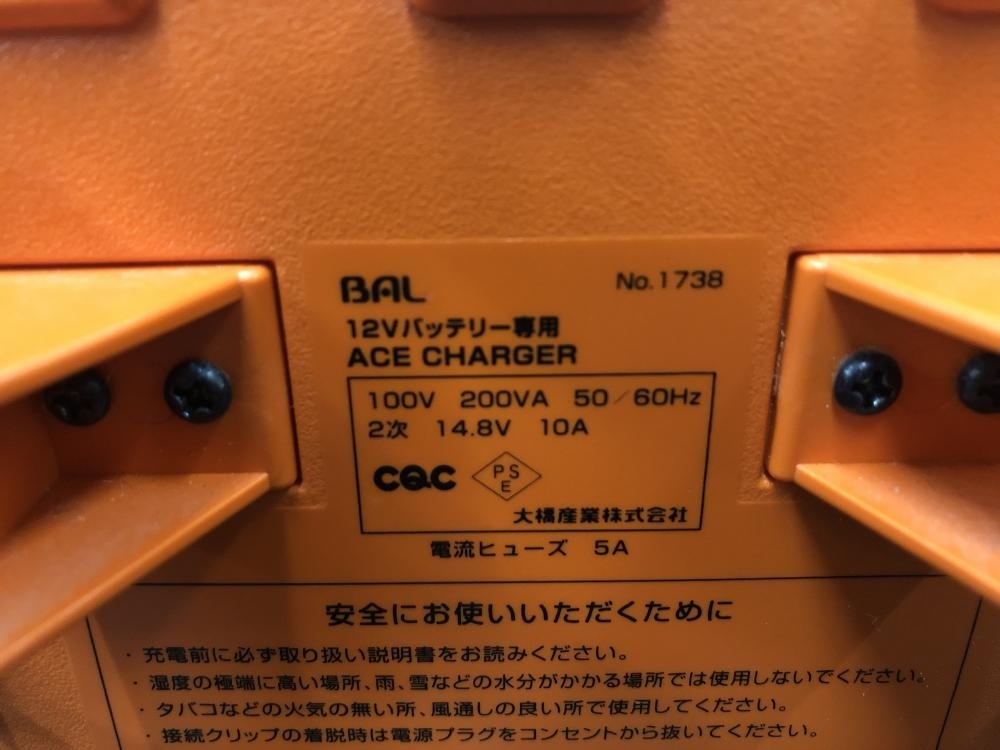 BAL No.1738
12Vバッテリー専用
ACE CHARGER
100V 200VA 50/60Hz
2次 14.8V 10A
CQC PSE
大橋産業株式会社
電流ヒューズ 5A
安全にお使いいただくために
・充電前に必ず取り扱い説明書をお読みください。
・湿度の極端に高い場所、雨、雪などの水分がかかる場所では使用しないでください。
・タバコなどの火気の無い所、風通しの良い所で使用してください。
・接続クリップの着脱時は電源プラグをコンセントから抜いてください。